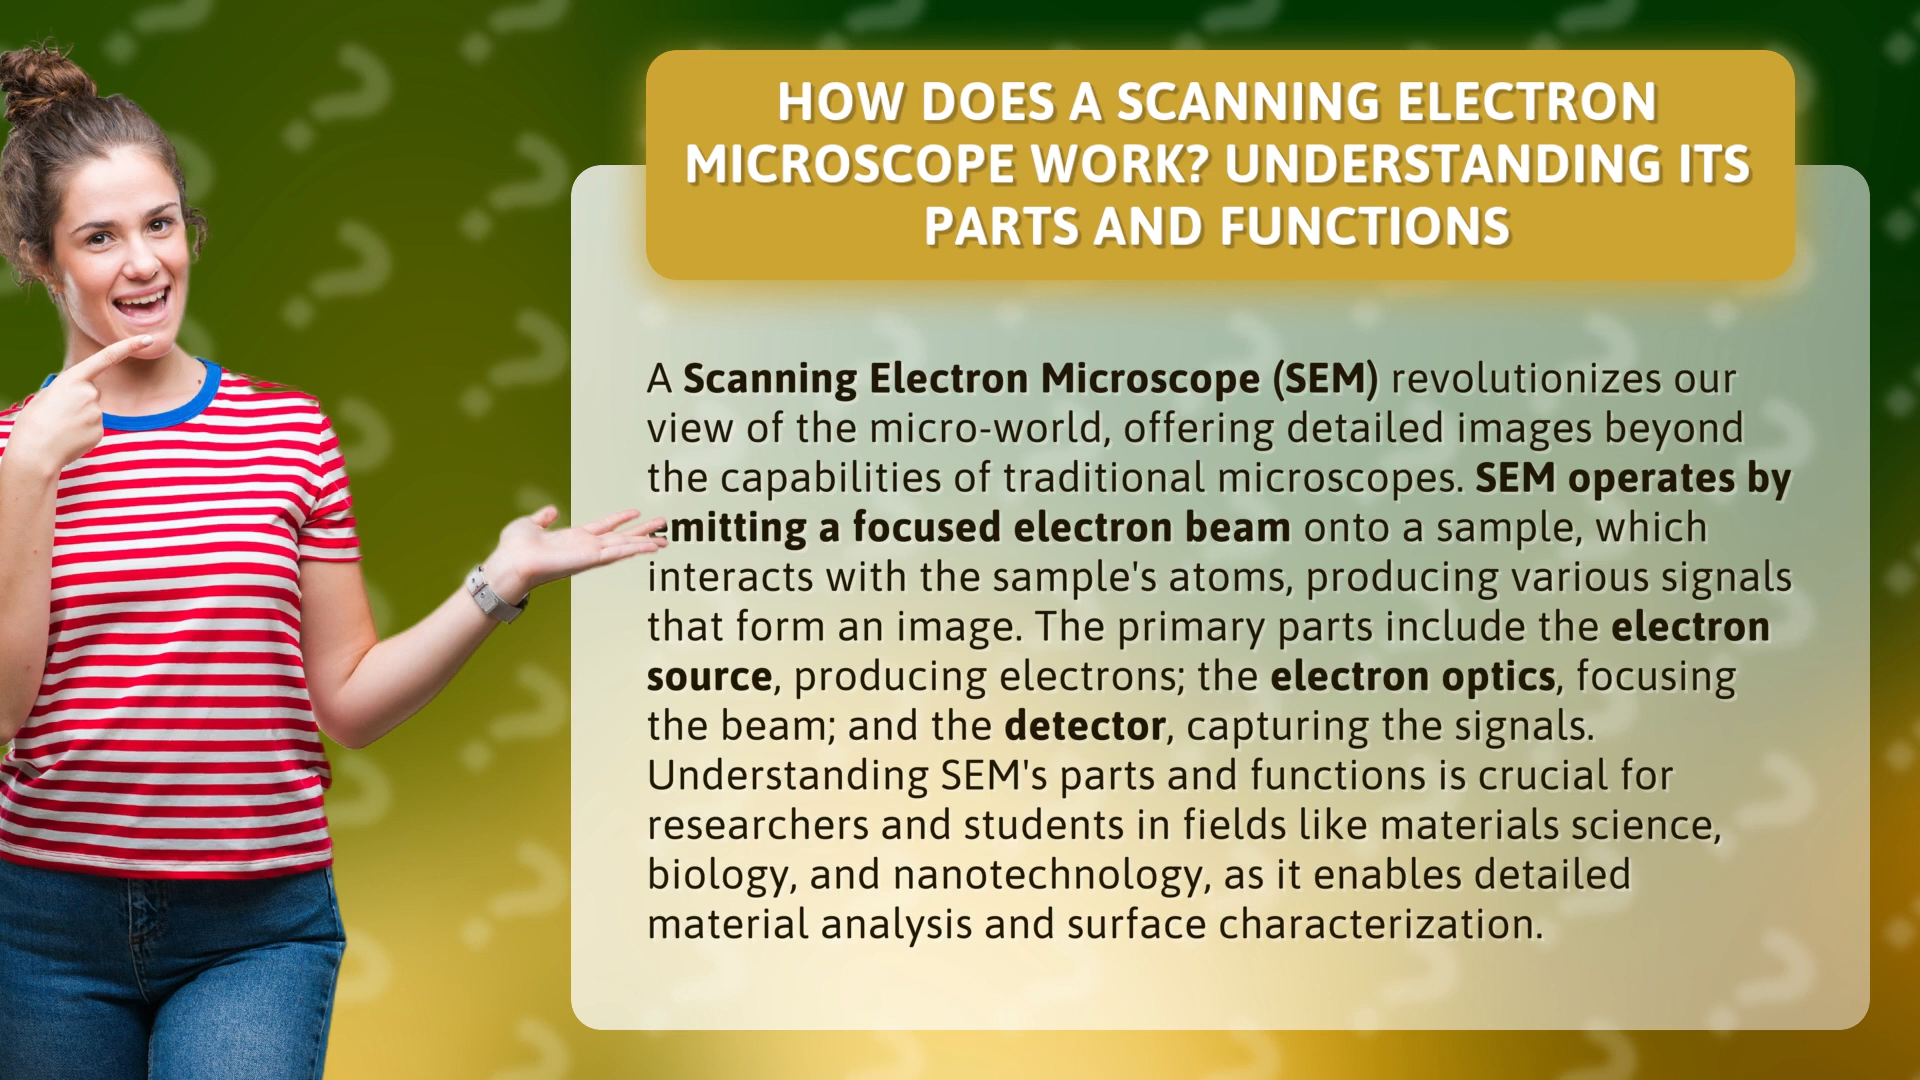 HOW DOES A SCANNING ELECTRON
MICROSCOPE WORK? UNDERSTANDING ITS
PARTS AND FUNCTIONS
A Scanning Electron Microscope (SEM) revolutionizes our
view of the micro-world, offering detailed images beyond
the capabilities of traditional microscopes. SEM operates by
emitting a focused electron beam onto a sample, which
interacts with the sample's atoms, producing various signals
that form an image. The primary parts include the electron
source, producing electrons; the electron optics, focusing
the beam; and the detector, capturing the signals.
Understanding SEM's parts and functions is crucial for
researchers and students in fields like materials science,
biology, and nanotechnology, as it enables detailed
material analysis and surface characterization.